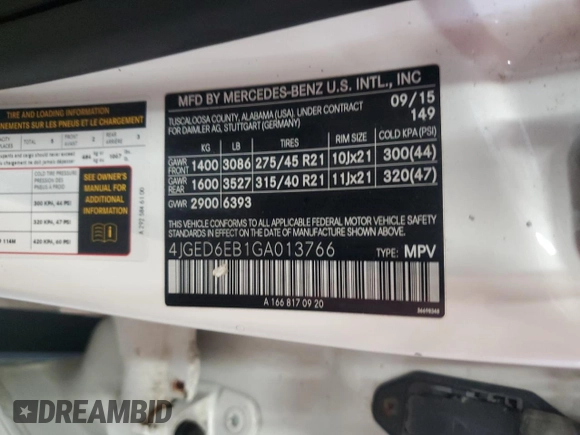 TIRE AND LOADING INFORMATION
SEE OWNER'S
MANUAL FOR
ADDITIONAL
INFORMATION
A 292 584 61 00
MFD BY MERCEDES-BENZ U.S. INTL., INC
TUSCALOOSA COUNTY, ALABAMA (USA). UNDER CONTRACT
FOR DAIMLER AG, STUTTGART (GERMANY)
09/15
149
KG LB TIRES RIM SIZE COLD KPA (PSI)
GAWR FRONT 1400 3086 275/45 R21 10Jx21 300(44)
GAWR REAR 1600 3527 315/40 R21 11Jx21 320(47)
GVWR 2900 6393
THIS VEHICLE CONFORMS TO ALL APPLICABLE FEDERAL MOTOR VEHICLE
SAFETY STANDARDS IN EFFECT ON THE DATE OF MANUFACTURE SHOWN ABOVE.
4JGED6EB1GA013766 TYPE: MPV
A 166 817 09 20
DREAMBID